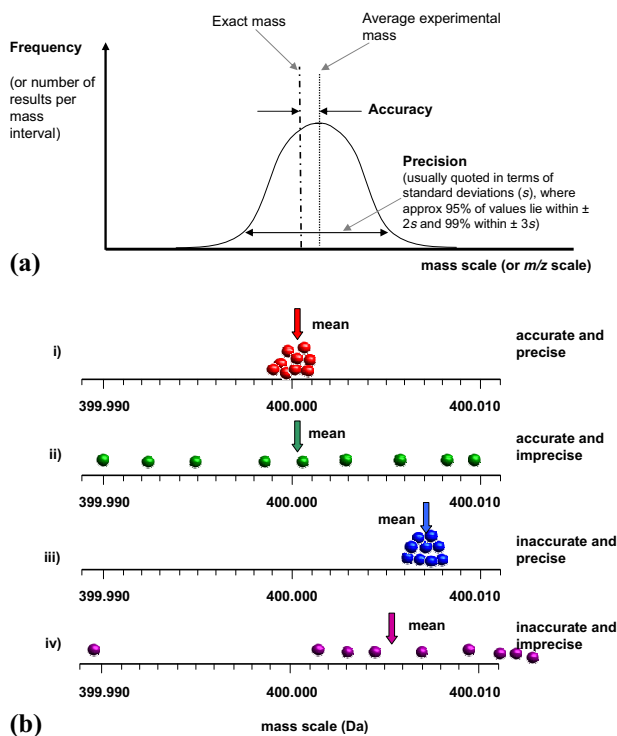 Exact mass
Average experimental
mass
Frequency
(or number of
results per
mass
interval)
Accuracy
Precision
(usually quoted in terms of
standard deviations (s), where
approx 95% of values lie within ±
2s and 99% within ± 3s)
(a)
mass scale (or m/z scale)
mean
i)
accurate and
precise
399.990
400.000
400.010
mean
ii)
accurate and
imprecise
399.990
400.000
400.010
mean
iii)
inaccurate and
precise
399.990
400.000
400.010
mean
iv)
inaccurate and
imprecise
399.990
400.000
400.010
(b)
mass scale (Da)